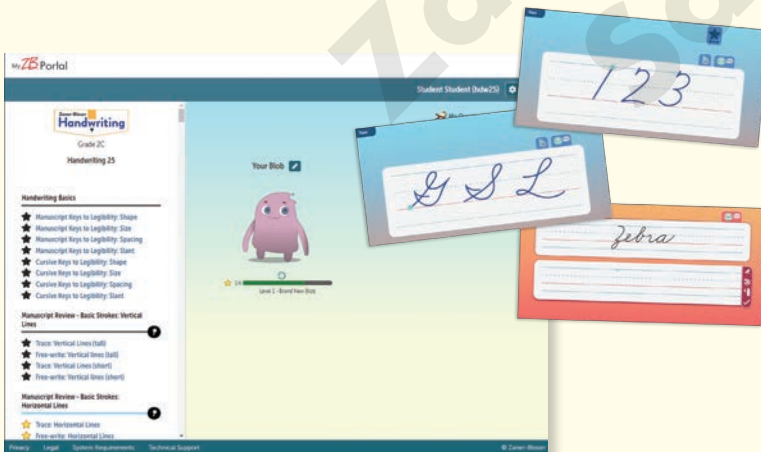 My ZB Portal
Student Student (hdw25)
Zaner-Bloser
Handwriting
Grade 2C
Handwriting 25
Handwriting Basics
Manuscript Keys to Legibility: Shape
Manuscript Keys to Legibility: Size
Manuscript Keys to Legibility: Spacing
Manuscript Keys to Legibility: Slant
Cursive Keys to Legibility: Shape
Cursive Keys to Legibility: Size
Cursive Keys to Legibility: Spacing
Cursive Keys to Legibility: Slant
Manuscript Review - Basic Strokes: Vertical
Lines
Trace: Vertical Lines (tall)
Free-write: Vertical lines (tall)
Trace: Vertical Lines (short)
Free-write: Vertical lines (short)
Manuscript Review - Basic Strokes:
Horizontal Lines
Trace: Horizontal Lines
Free-write: Horizontal Lines
Your Blob
14
Level 1 - Brand New Blob
1 2 3
G S L
Zebra
Privacy Legal System Requirements Technical Support
© Zaner-Bloser